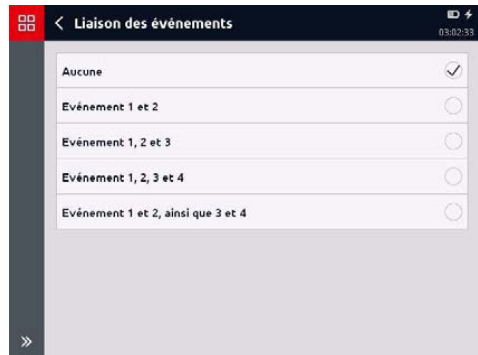 Liaison des événements
03:02:33
Aucune
Evénement 1 et 2
Evénement 1, 2 et 3
Evénement 1, 2, 3 et 4
Evénement 1 et 2, ainsi que 3 et 4